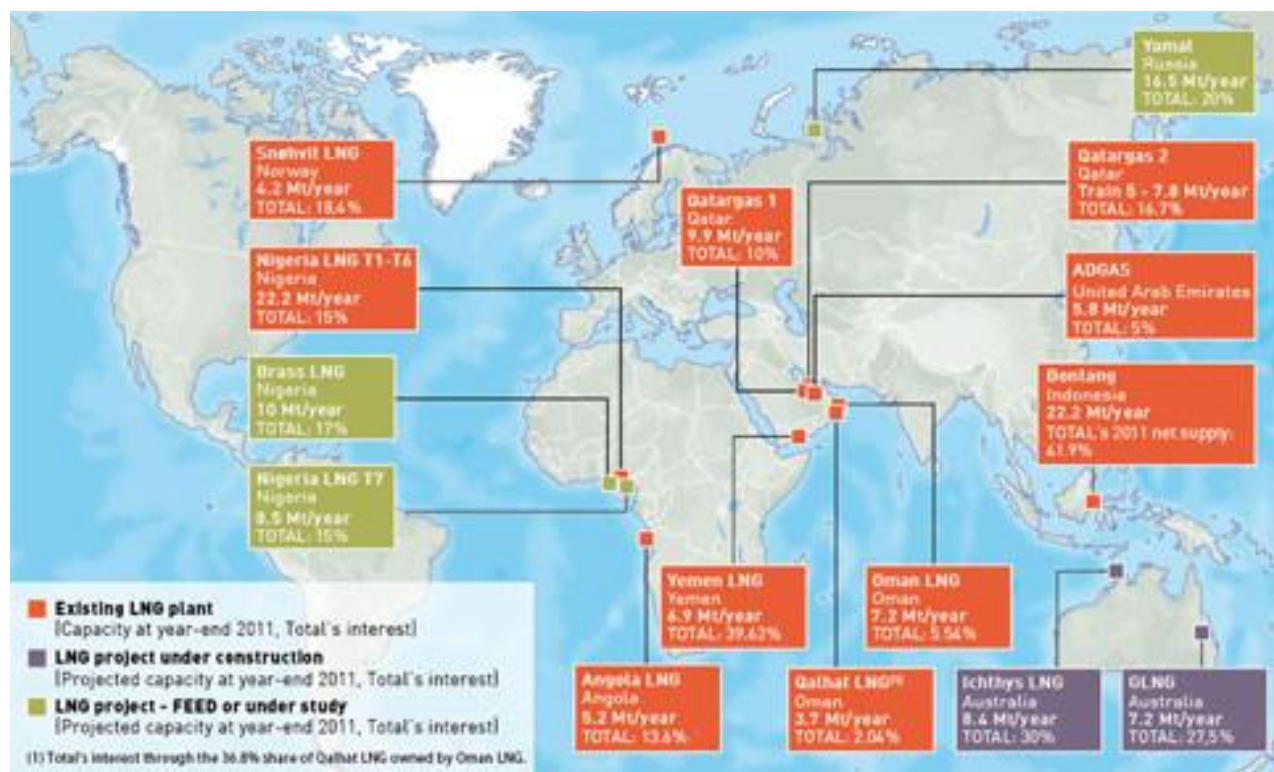 Yamal
Russia
16.5 Mt/year
TOTAL: 20%
Snøhvit LNG
Norway
4.2 Mt/year
TOTAL: 18,4%
Qatargas 2
Qatar
Train 5 - 7.8 Mt/year
TOTAL: 16.7%
Qatargas 1
Qatar
9.9 Mt/year
TOTAL: 10%
Nigeria LNG T1-T6
Nigeria
22.2 Mt/year
TOTAL: 15%
ADGAS
United Arab Emirates
5.8 Mt/year
TOTAL: 5%
Brass LNG
Nigeria
10 Mt/year
TOTAL: 17%
Bontang
Indonesia
22.2 Mt/year
TOTAL's 2011 net supply:
41.9%
Nigeria LNG T7
Nigeria
8.5 Mt/year
TOTAL: 15%
Yemen LNG
Yemen
6.9 Mt/year
TOTAL: 39.62%
Oman LNG
Oman
7.2 Mt/year
TOTAL: 5.54%
Angola LNG
Angola
5.2 Mt/year
TOTAL: 13.6%
Qalhat LNG(1)
Oman
3.7 Mt/year
TOTAL: 2.04%
Ichthys LNG
Australia
8.4 Mt/year
TOTAL: 30%
GLNG
Australia
7.2 Mt/year
TOTAL: 27,5%
Existing LNG plant
(Capacity at year-end 2011, Total's interest)
LNG project under construction
(Projected capacity at year-end 2011, Total's interest)
LNG project - FEED or under study
(Projected capacity at year-end 2011, Total's interest)
(1) Total's interest through the 36.8% share of Qalhat LNG owned by Oman LNG.